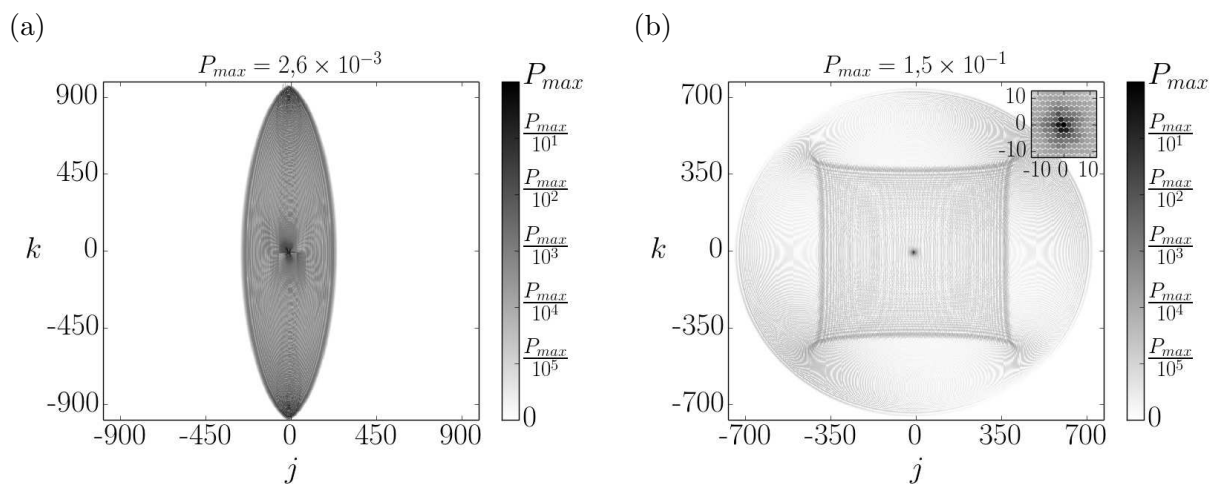 (a)
P_max = 2,6 × 10^-3
900
450
0
-450
-900
k
-900 -450 0 450 900
j
P_max
P_max/10^1
P_max/10^2
P_max/10^3
P_max/10^4
P_max/10^5
0
(b)
P_max = 1,5 × 10^-1
700
350
0
-350
-700
k
-700 -350 0 350 700
j
10
0
-10
-10 0 10
P_max
P_max/10^1
P_max/10^2
P_max/10^3
P_max/10^4
P_max/10^5
0